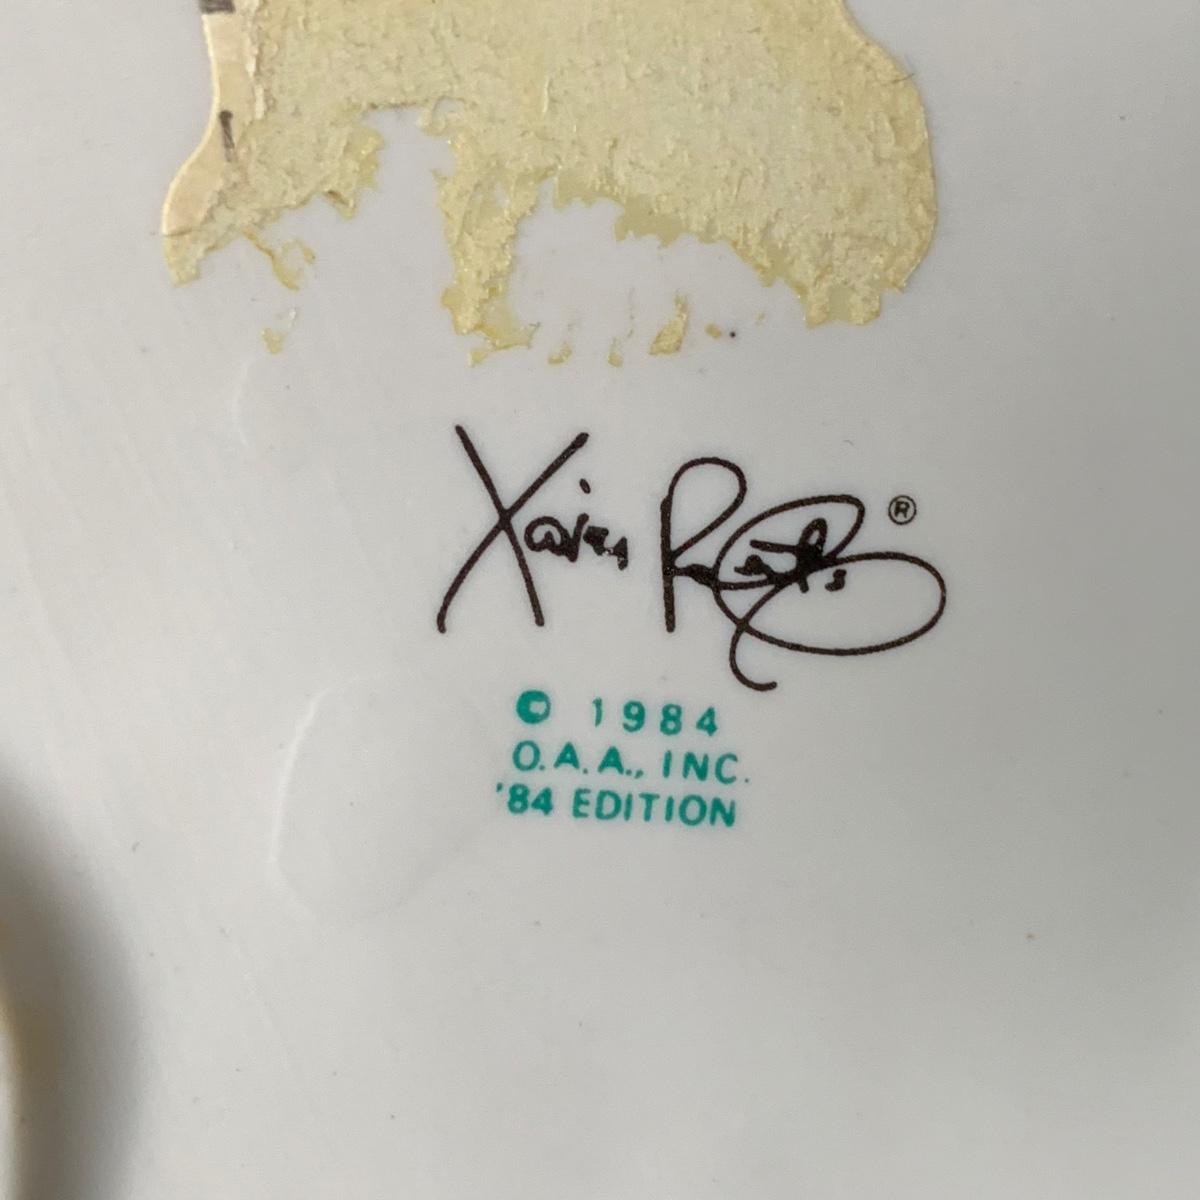 Xavier Roberts ®
© 1984
O.A.A., INC.
'84 EDITION